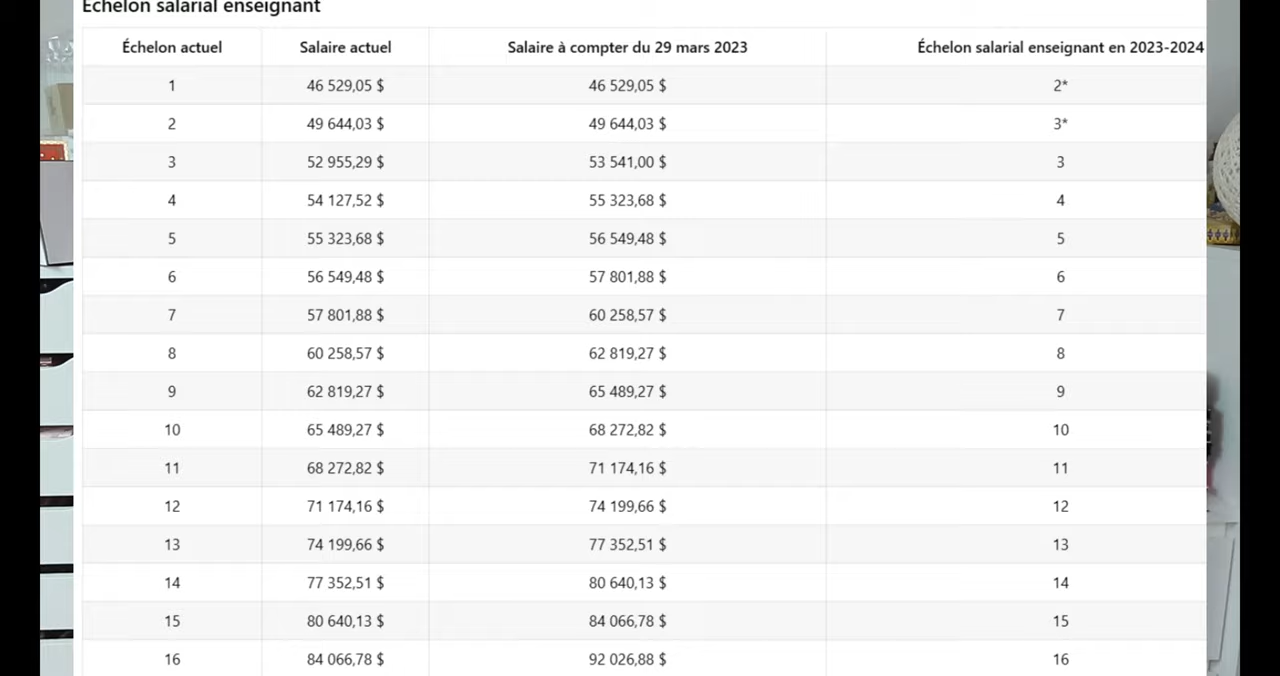 Échelon salarial enseignant
Échelon actuel Salaire actuel Salaire à compter du 29 mars 2023 Échelon salarial enseignant en 2023-2024
1 46 529,05 $ 46 529,05 $ 2*
2 49 644,03 $ 49 644,03 $ 3*
3 52 955,29 $ 53 541,00 $ 3
4 54 127,52 $ 55 323,68 $ 4
5 55 323,68 $ 56 549,48 $ 5
6 56 549,48 $ 57 801,88 $ 6
7 57 801,88 $ 60 258,57 $ 7
8 60 258,57 $ 62 819,27 $ 8
9 62 819,27 $ 65 489,27 $ 9
10 65 489,27 $ 68 272,82 $ 10
11 68 272,82 $ 71 174,16 $ 11
12 71 174,16 $ 74 199,66 $ 12
13 74 199,66 $ 77 352,51 $ 13
14 77 352,51 $ 80 640,13 $ 14
15 80 640,13 $ 84 066,78 $ 15
16 84 066,78 $ 92 026,88 $ 16